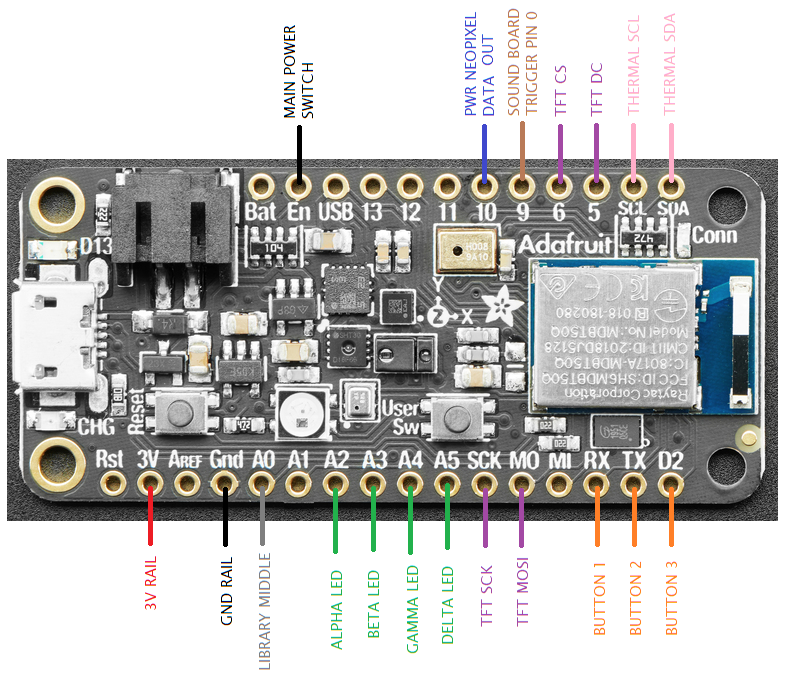 MAIN POWER
SWITCH
PWR NEOPIXEL
DATA OUT
SOUND BOARD
TRIGGER PIN 0
TFT CS
TFT DC
THERMAL SCL
THERMAL SDA
Bat En USB 13 12 11 10 9 6 5 SCL SDA
222
D13
104
H008
9A10
Adafruit
247
Conn
Y
Z X
R 018-180280
Model No.:MDBT50Q
CMIIT ID:2018DJ5128
IC:8017A-MDBT50Q
FCC ID:SH6MDBT50Q
Raytac Corporation
Reset
CHG
User
Sw
Rst 3V AREF Gnd A0 A1 A2 A3 A4 A5 SCK MO MI RX TX D2
3V RAIL
GND RAIL
LIBRARY MIDDLE
ALPHA LED
BETA LED
GAMMA LED
DELTA LED
TFT SCK
TFT MOSI
BUTTON 1
BUTTON 2
BUTTON 3